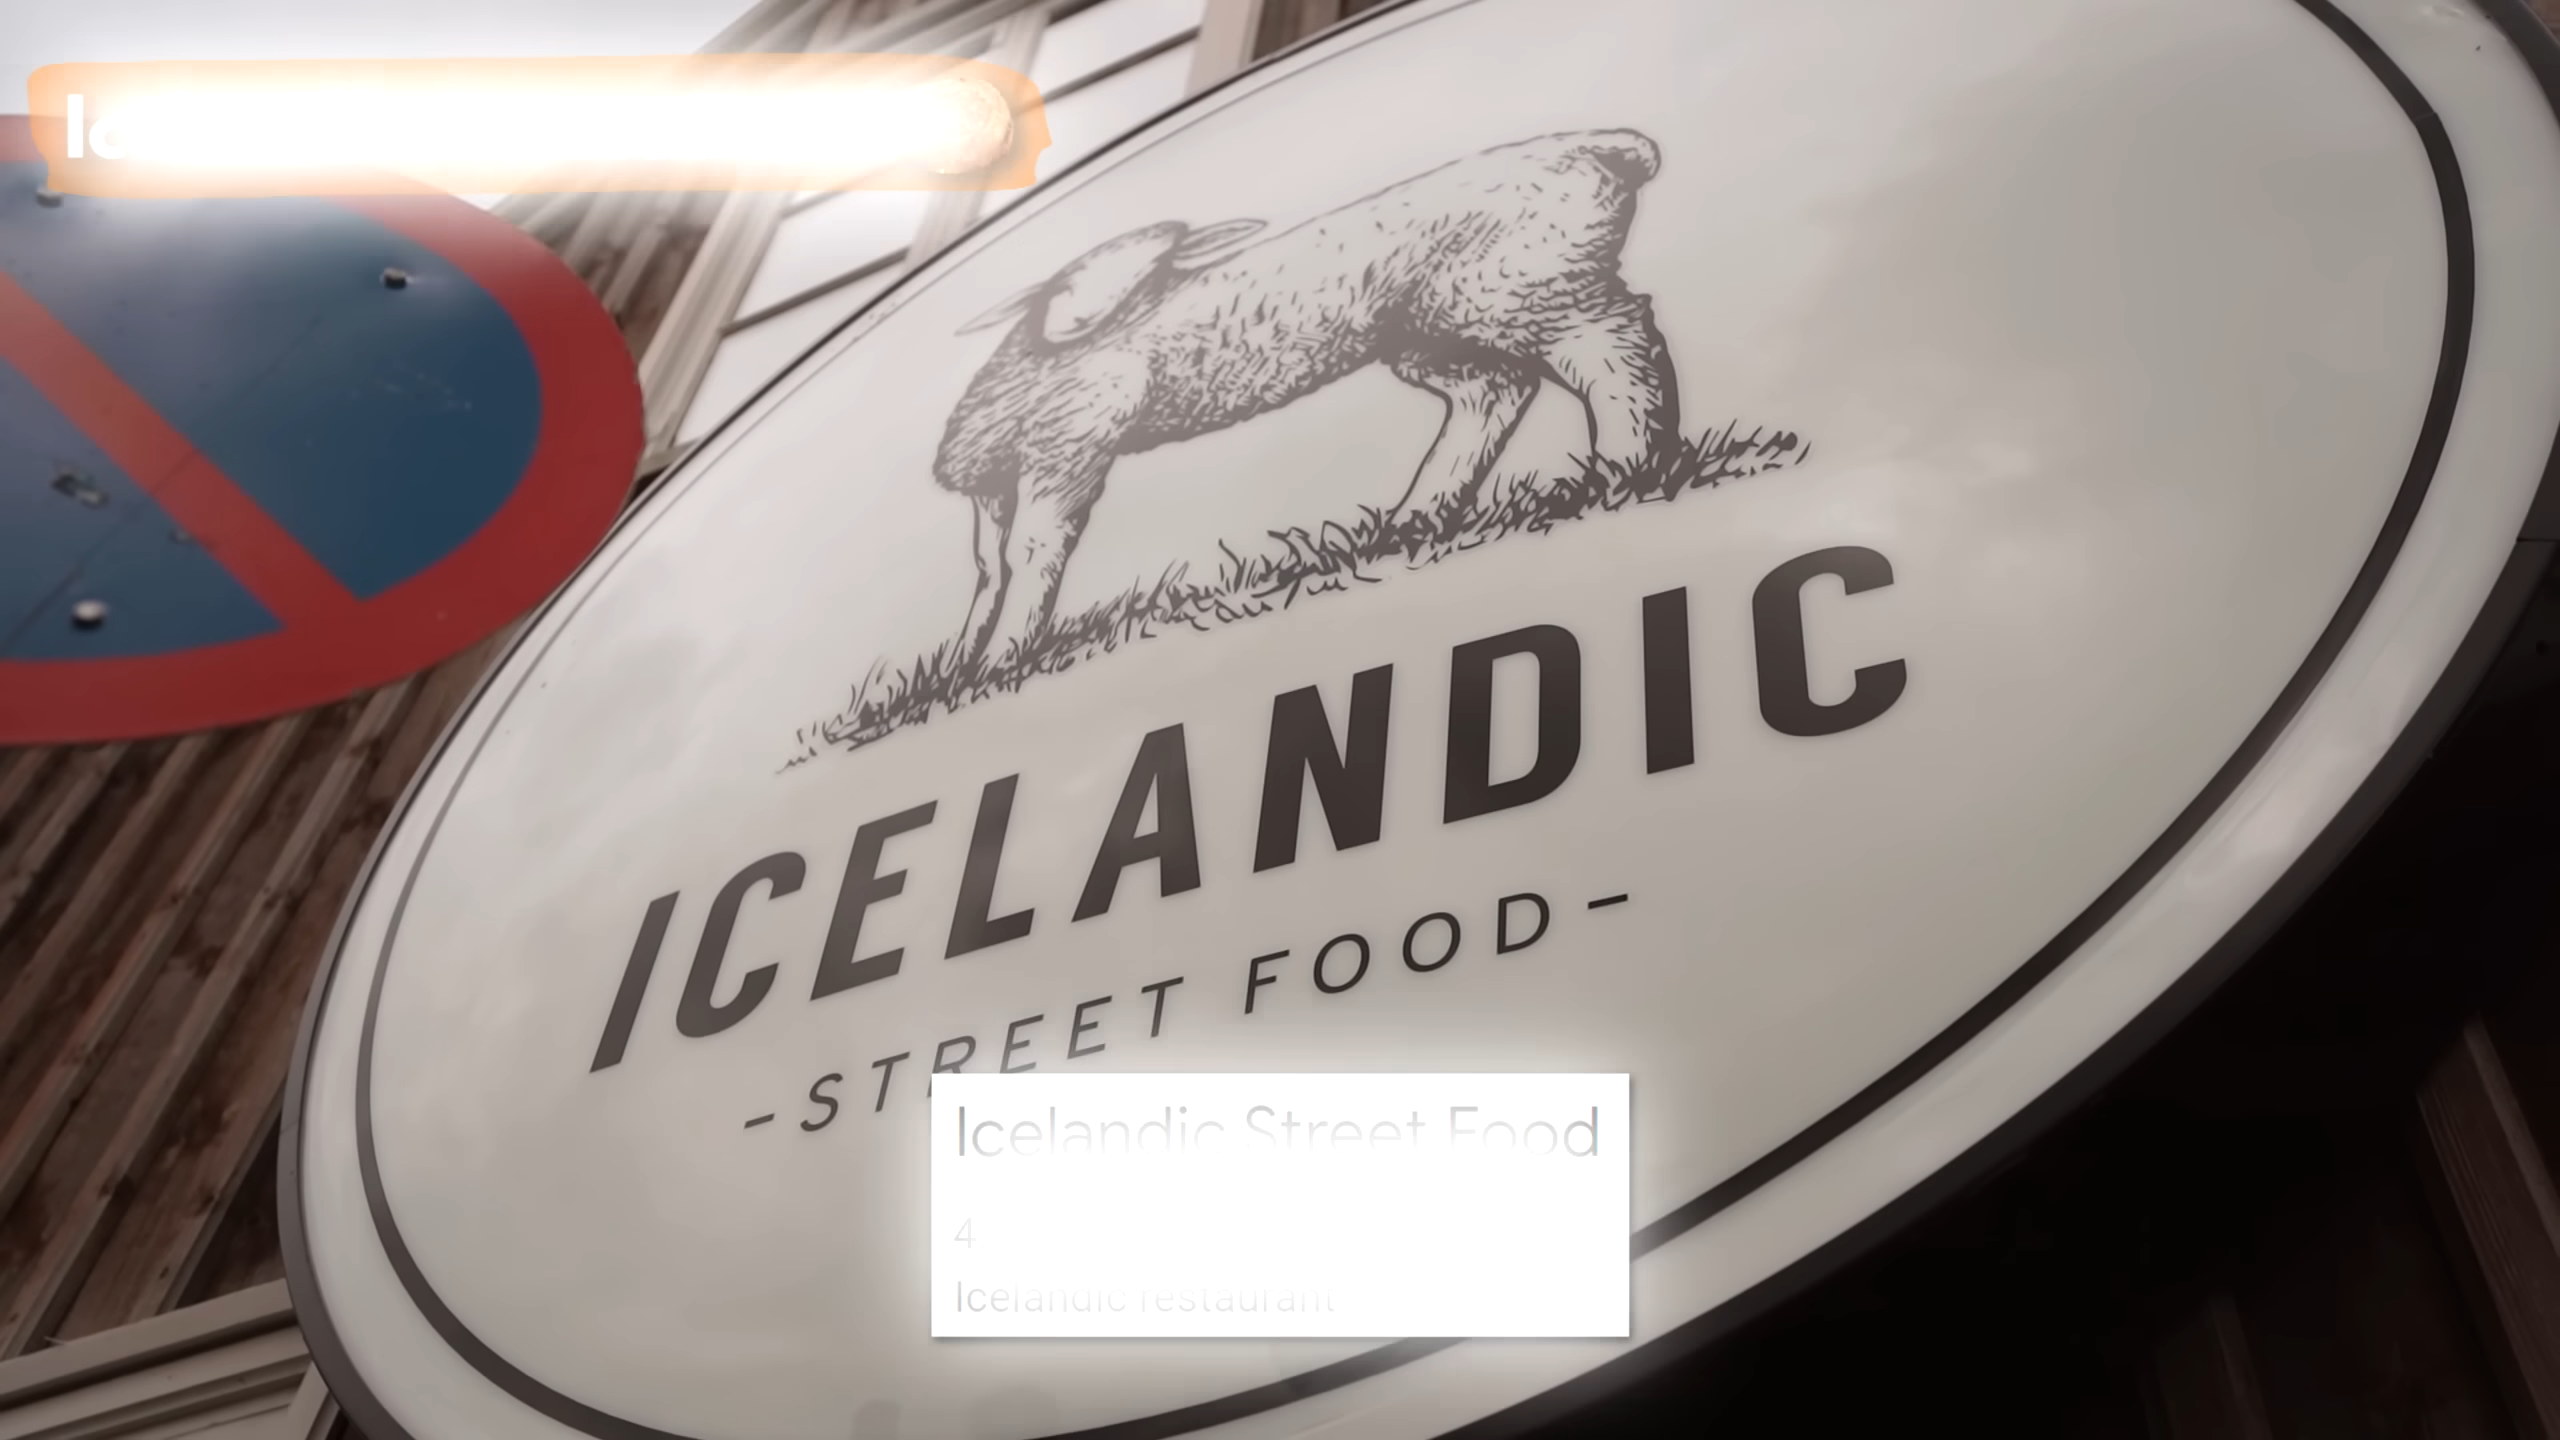 ICELANDIC
-STREET FOOD-
Icelandic Street Food
4
Icelandic restaurant